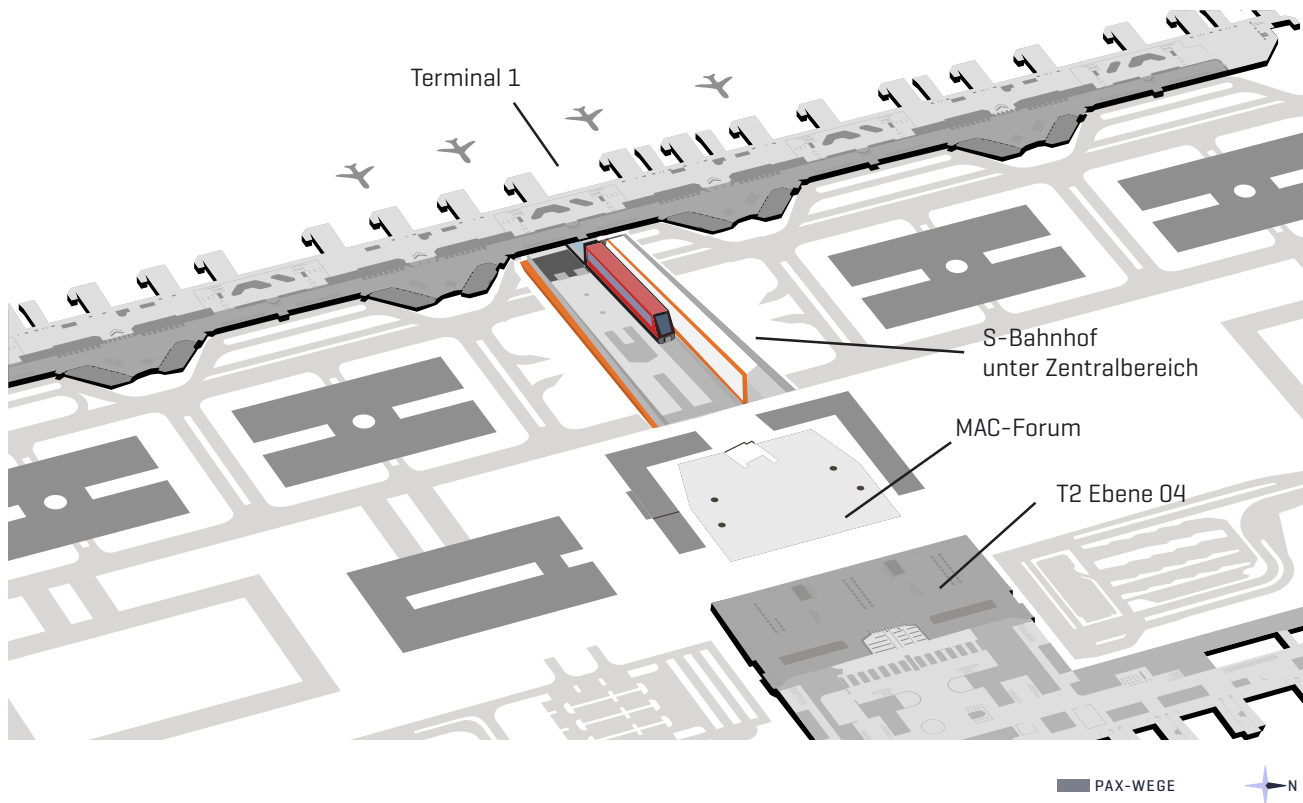 Terminal 1
S-Bahnhof
unter Zentralbereich
MAC-Forum
T2 Ebene 04
PAX-WEGE
N